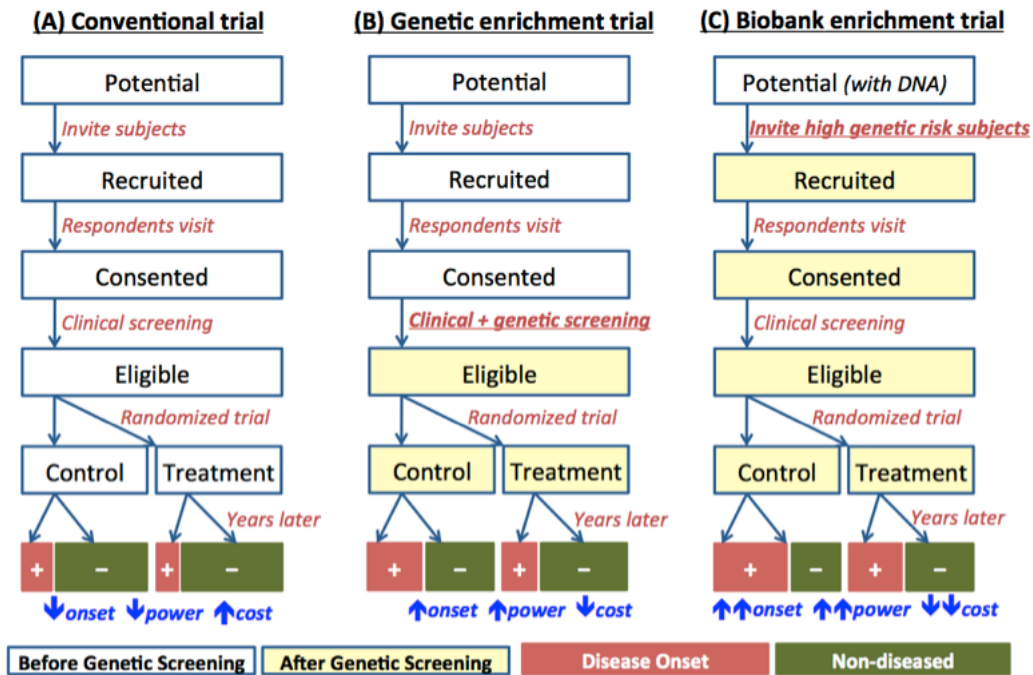 (A) Conventional trial
Potential
Invite subjects
Recruited
Respondents visit
Consented
Clinical screening
Eligible
Randomized trial
Control
Treatment
Years later
+
–
+
–
onset
power
cost
(B) Genetic enrichment trial
Potential
Invite subjects
Recruited
Respondents visit
Consented
Clinical + genetic screening
Eligible
Randomized trial
Control
Treatment
Years later
+
–
+
–
onset
power
cost
(C) Biobank enrichment trial
Potential (with DNA)
Invite high genetic risk subjects
Recruited
Respondents visit
Consented
Clinical screening
Eligible
Randomized trial
Control
Treatment
Years later
+
–
+
–
onset
power
cost
Before Genetic Screening
After Genetic Screening
Disease Onset
Non-diseased